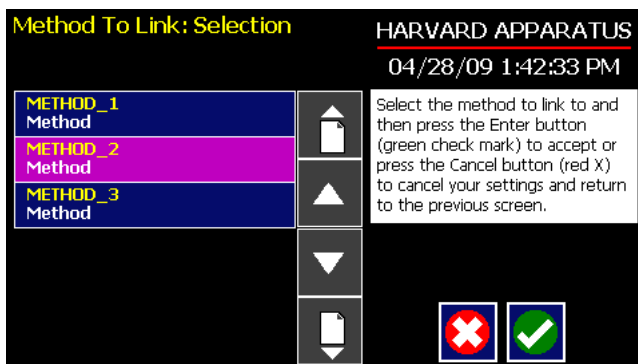 Method To Link: Selection
HARVARD APPARATUS
04/28/09 1:42:33 PM
METHOD_1
Method
METHOD_2
Method
METHOD_3
Method
Select the method to link to and
then press the Enter button
(green check mark) to accept or
press the Cancel button (red X)
to cancel your settings and return
to the previous screen.